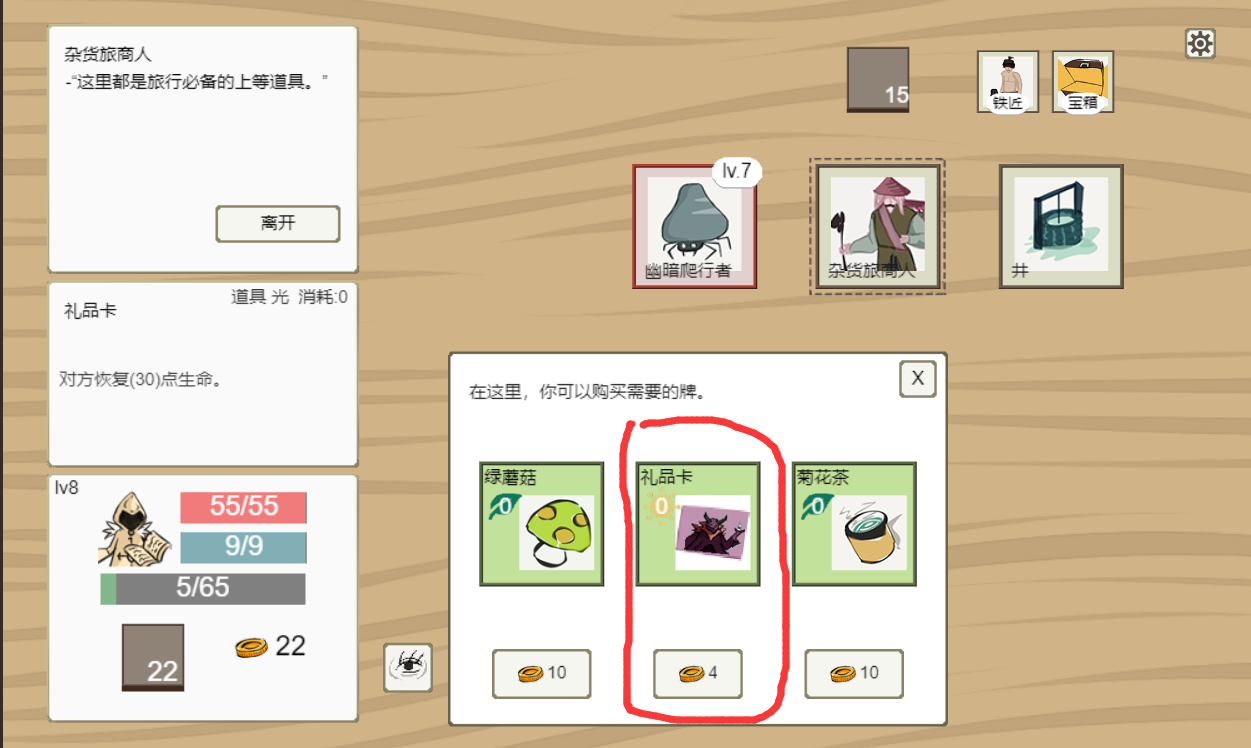 杂货旅商人
-“这里都是旅行必备的上等道具。”
离开
礼品卡
道具 光 消耗:0
对方恢复(30)点生命。
lv8
55/55
9/9
5/65
22
22
15
铁匠
宝箱
lv.7
幽暗爬行者
杂货旅商人
井
在这里，你可以购买需要的牌。
X
绿蘑菇
0
礼品卡
0
菊花茶
0
10
4
10